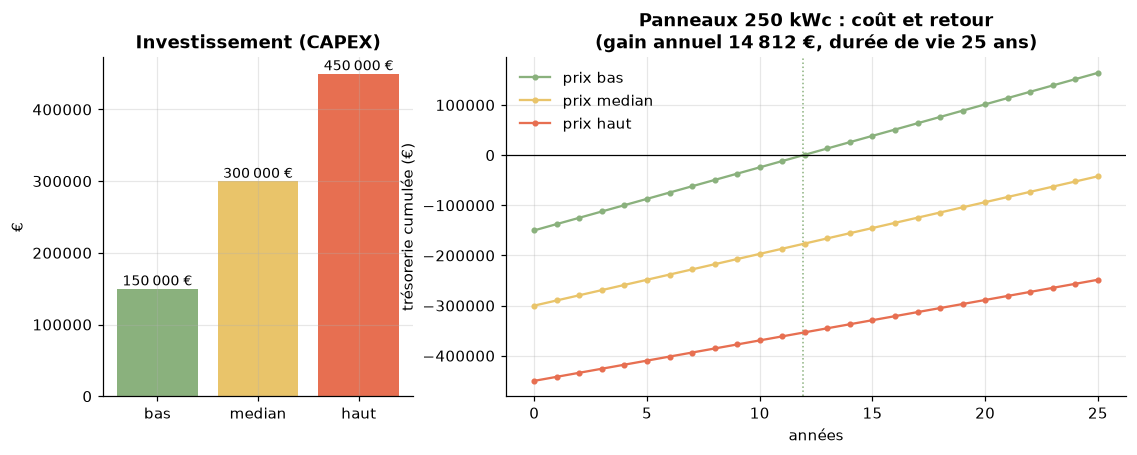 Investissement (CAPEX)
450 000 €
400000
300 000 €
300000
€
200000
150 000 €
100000
0
bas
median
haut
Panneaux 250 kWc : coût et retour
(gain annuel 14 812 €, durée de vie 25 ans)
prix bas
prix median
prix haut
trésorerie cumulée (€)
100000
0
−100000
−200000
−300000
−400000
0
5
10
15
20
25
années